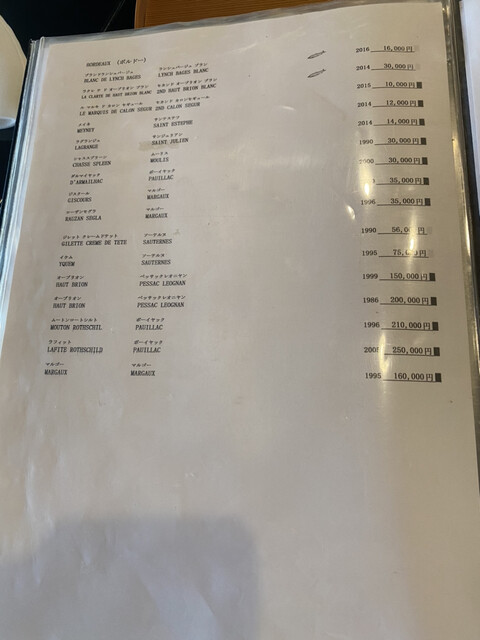 BORDEAUX (ボルドー)
ブランドランシュバージュ ランシュバージュ ブラン
BLANC DE LYNCH BAGES LYNCH BAGES BLANC 2016 16,000円
ラクレ ド ド オーブリオン ブラン セカンド オーブリオン ブラン
LA CLARTE DE HAUT BRION BLANC 2ND HAUT BRION BLANC 2014 30,000円
ル マルキ ド カロン セギュール セカンド カロンセギュール
LE MARQUIS DE CALON SEGUR 2ND CALON SEGUR 2015 10,000円
メイネ サンテステフ
MEYNEY SAINT ESTEPHE 2014 12,000円
ラグランジュ サンジュリアン
LAGRANGE SAINT JULIEN 2014 14,000円
シャススプリーン ムーリス
CHASSE SPLEEN MOULIS 1990 30,000円
ダルマイヤック ポーイヤック
D'ARMAILHAC PAUILLAC 2000 30,000円
ジスクール マルゴー
GISCOURS MARGAUX 35,000円
ローザンセグラ マルゴー
RAUZAN SEGLA MARGAUX 1996 35,000円
ジレット クレームドテット ソーテルヌ
GILETTE CREME DE TETE SAUTERNES 1990 56,000円
イケム ソーテルヌ
YQUEM SAUTERNES 1995 75,000円
オーブリオン ペッサックレオニャン
HAUT BRION PESSAC LEOGNAN 1999 150,000円
オーブリオン ペッサックレオニャン
HAUT BRION PESSAC LEOGNAN 1986 200,000円
ムートンロートシルト ポーイヤック
MOUTON ROTHSCHIL PAUILLAC 1996 210,000円
ラフィット ポーイヤック
LAFITE ROTHSCHILD PAUILLAC 250,000円
マルゴー マルゴー
MARGAUX MARGAUX 1995 160,000円